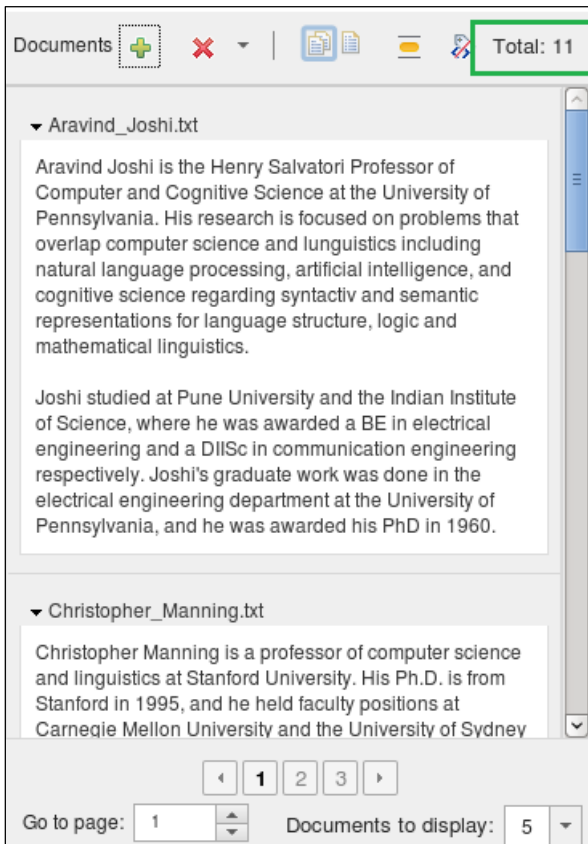 Documents Total: 11
Aravind_Joshi.txt
Aravind Joshi is the Henry Salvatori Professor of
Computer and Cognitive Science at the University of
Pennsylvania. His research is focused on problems that
overlap computer science and lunguistics including
natural language processing, artificial intelligence, and
cognitive science regarding syntactiv and semantic
representations for language structure, logic and
mathematical linguistics.
Joshi studied at Pune University and the Indian Institute
of Science, where he was awarded a BE in electrical
engineering and a DIISc in communication engineering
respectively. Joshi's graduate work was done in the
electrical engineering department at the University of
Pennsylvania, and he was awarded his PhD in 1960.
Christopher_Manning.txt
Christopher Manning is a professor of computer science
and linguistics at Stanford University. His Ph.D. is from
Stanford in 1995, and he held faculty positions at
Carnegie Mellon University and the University of Sydney
1 2 3
Go to page: 1 Documents to display: 5